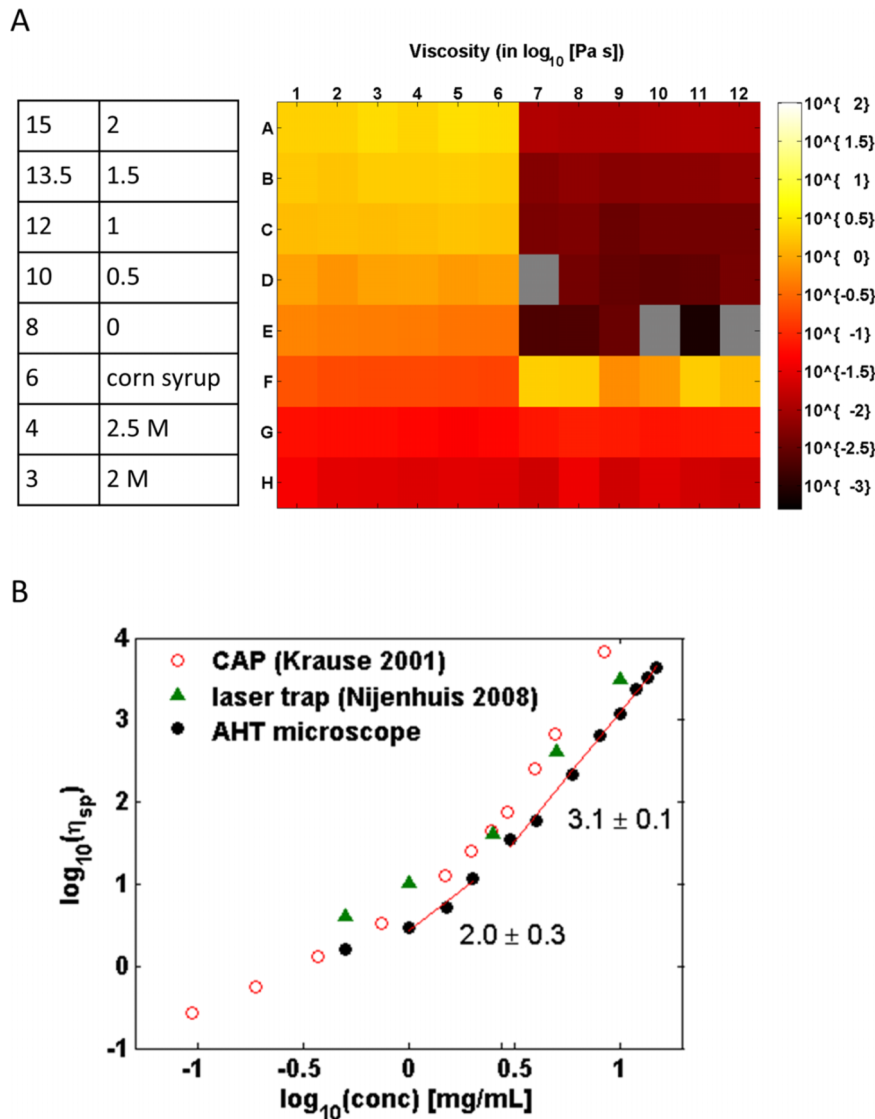 A
Viscosity (in log10 [Pa s])
1 2 3 4 5 6 7 8 9 10 11 12
15 2
13.5 1.5
12 1
10 0.5
8 0
6 corn syrup
4 2.5 M
3 2 M
A
B
C
D
E
F
G
H
10^{ 2}
10^{ 1.5}
10^{ 1}
10^{ 0.5}
10^{ 0}
10^{-0.5}
10^{ -1}
10^{-1.5}
10^{ -2}
10^{-2.5}
10^{ -3}
B
4
3
2
1
0
-1
log10(ηsp)
CAP (Krause 2001)
laser trap (Nijenhuis 2008)
AHT microscope
3.1 ± 0.1
2.0 ± 0.3
-1 -0.5 0 0.5 1
log10(conc) [mg/mL]